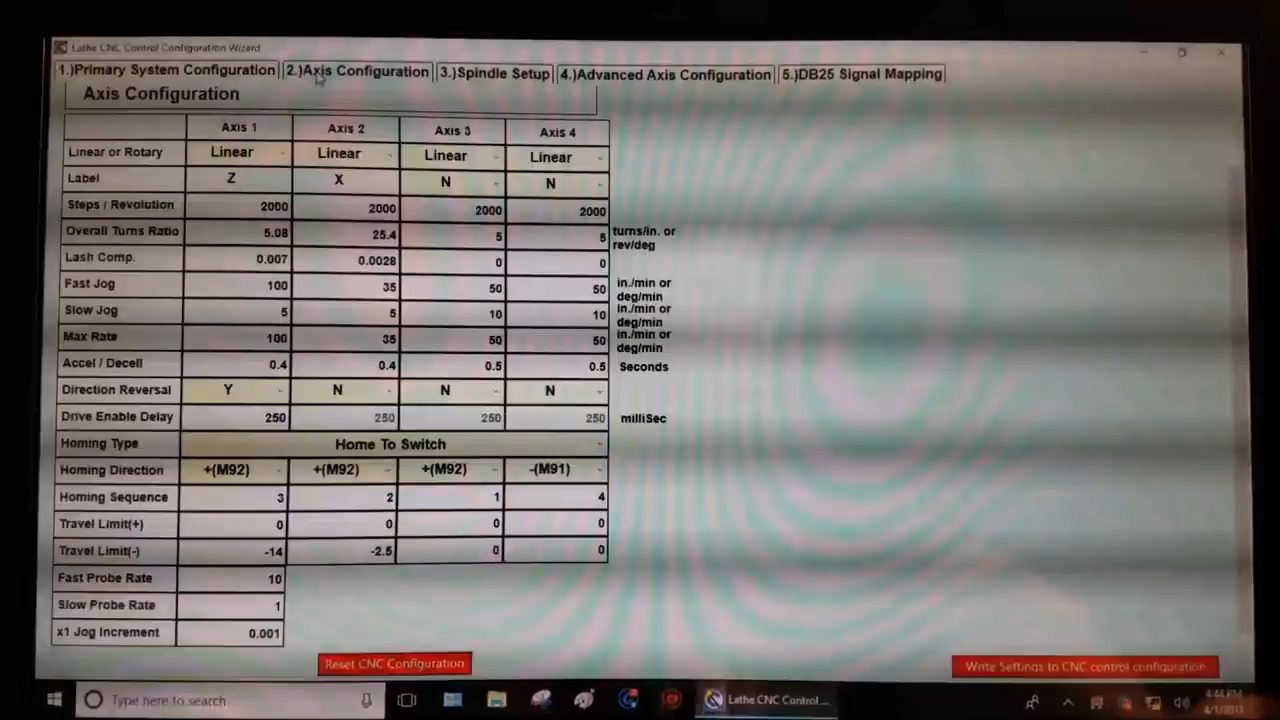 Lathe CNC Control Configuration Wizard
1.)Primary System Configuration 2.)Axis Configuration 3.)Spindle Setup 4.)Advanced Axis Configuration 5.)DB25 Signal Mapping
Axis Configuration
Axis 1 Axis 2 Axis 3 Axis 4
Linear or Rotary Linear Linear Linear Linear
Label Z X N N
Steps / Revolution 2000 2000 2000 2000
Overall Turns Ratio 5.08 25.4 5 5 turns/in. or
rev/deg
Lash Comp. 0.007 0.0028 0 0
Fast Jog 100 35 50 50 in./min or
deg/min
Slow Jog 5 5 10 10 in./min or
deg/min
Max Rate 100 35 50 50 in./min or
deg/min
Accel / Decell 0.4 0.4 0.5 0.5 Seconds
Direction Reversal Y N N N
Drive Enable Delay 250 250 250 250 milliSec
Homing Type Home To Switch
Homing Direction +(M92) +(M92) +(M92) -(M91)
Homing Sequence 3 2 1 4
Travel Limit(+) 0 0 0 0
Travel Limit(-) -14 -2.5 0 0
Fast Probe Rate 10
Slow Probe Rate 1
x1 Jog Increment 0.001
Reset CNC Configuration Write Settings to CNC control configuration
Type here to search Lathe CNC Control ... 4:44 PM